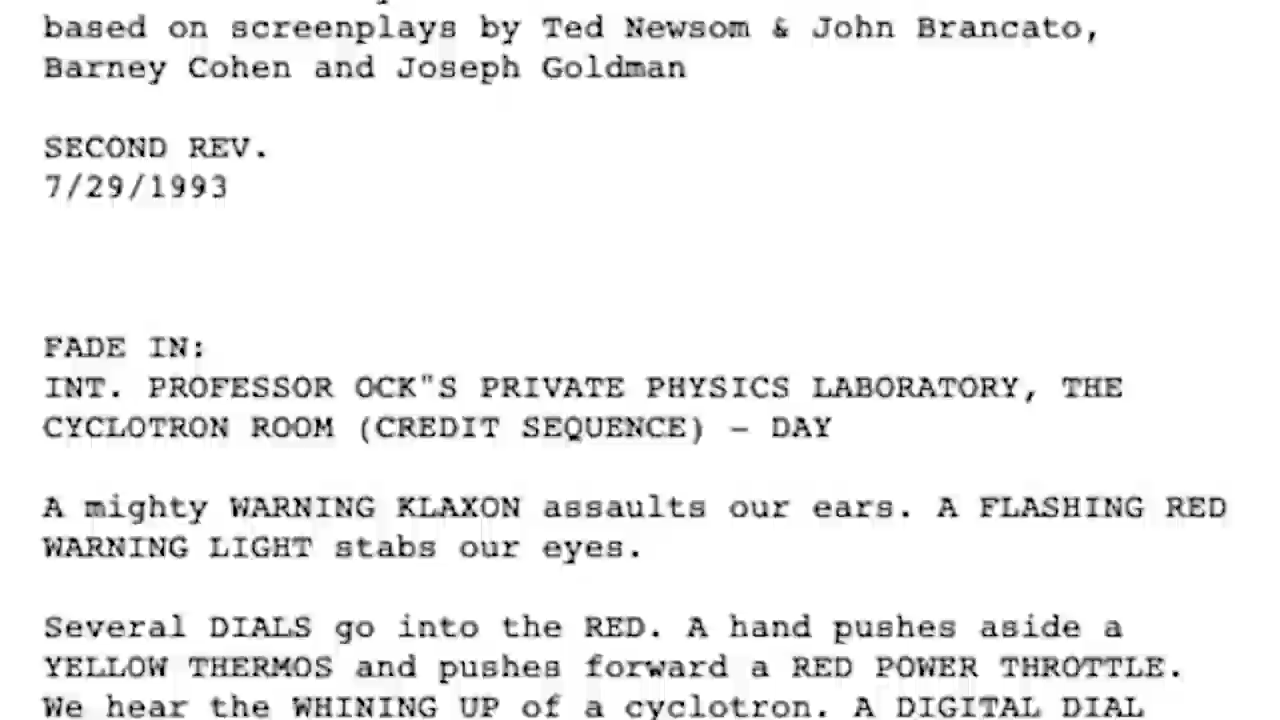 based on screenplays by Ted Newsom & John Brancato,
Barney Cohen and Joseph Goldman
SECOND REV.
7/29/1993
FADE IN:
INT. PROFESSOR OCK"S PRIVATE PHYSICS LABORATORY, THE
CYCLOTRON ROOM (CREDIT SEQUENCE) – DAY
A mighty WARNING KLAXON assaults our ears. A FLASHING RED
WARNING LIGHT stabs our eyes.
Several DIALS go into the RED. A hand pushes aside a
YELLOW THERMOS and pushes forward a RED POWER THROTTLE.
We hear the WHINING UP of a cyclotron. A DIGITAL DIAL